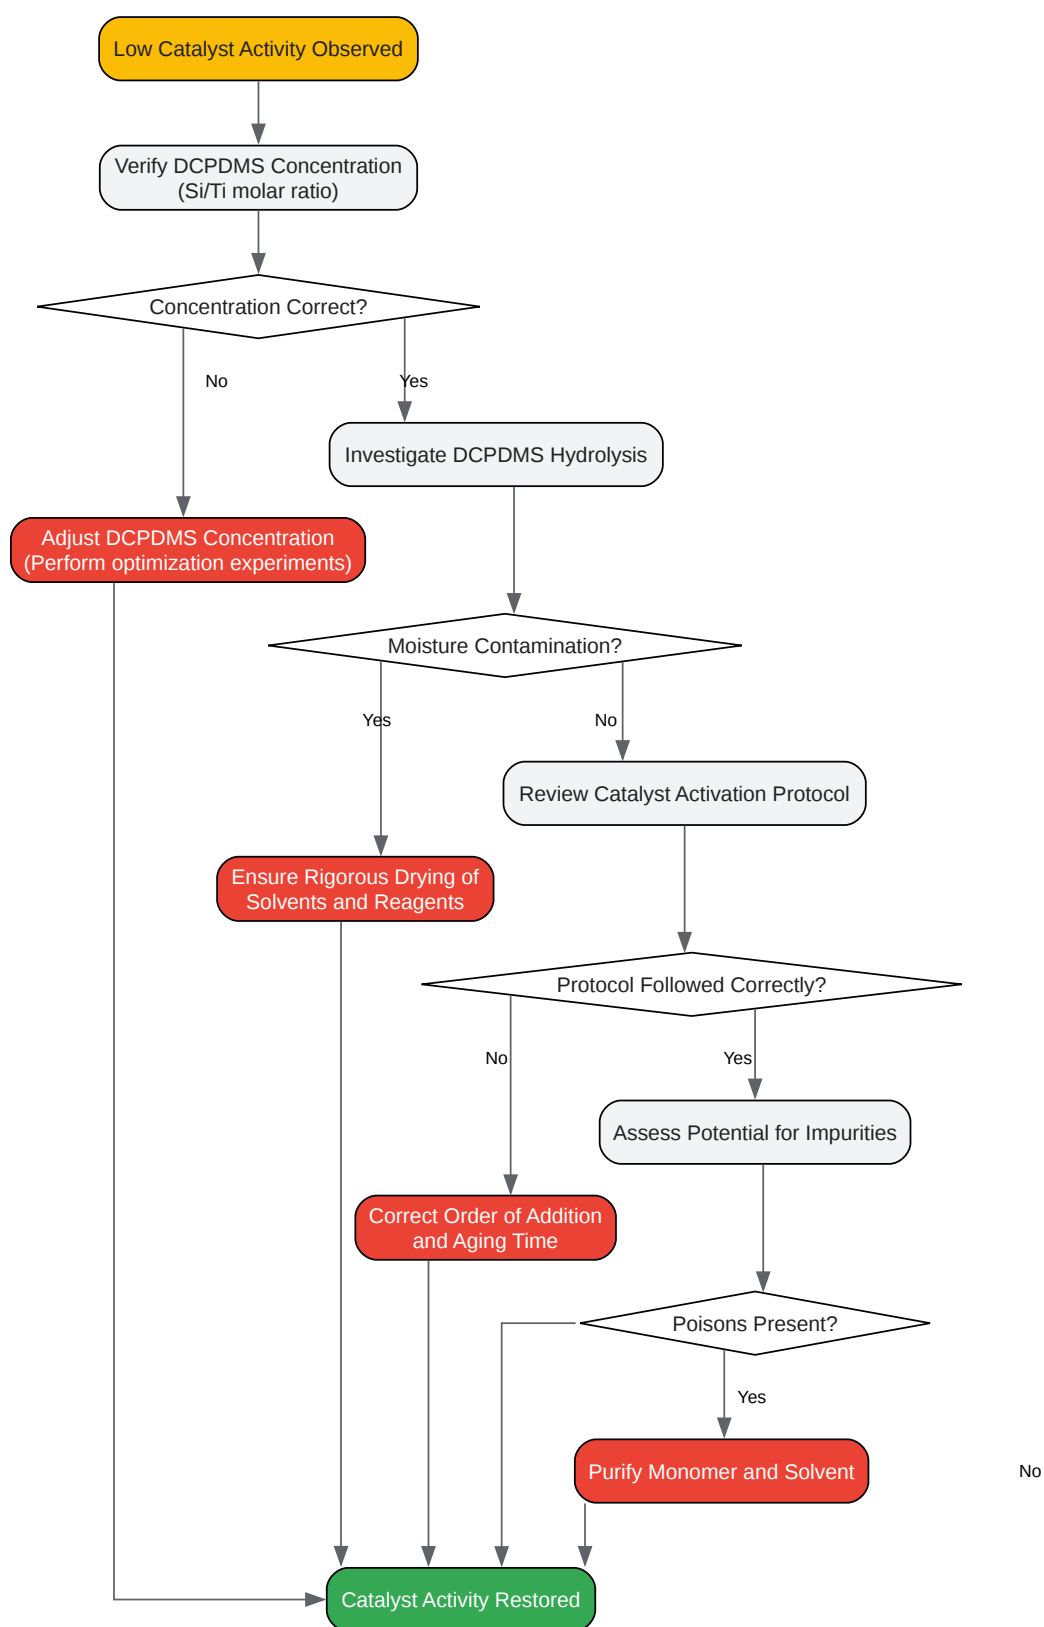 Low Catalyst Activity Observed
Verify DCPDMS Concentration
(Si/Ti molar ratio)
Concentration Correct?
No
Yes
Investigate DCPDMS Hydrolysis
Adjust DCPDMS Concentration
(Perform optimization experiments)
Moisture Contamination?
Yes
No
Review Catalyst Activation Protocol
Ensure Rigorous Drying of
Solvents and Reagents
Protocol Followed Correctly?
No
Yes
Assess Potential for Impurities
Correct Order of Addition
and Aging Time
Poisons Present?
Yes
Purify Monomer and Solvent
No
Catalyst Activity Restored